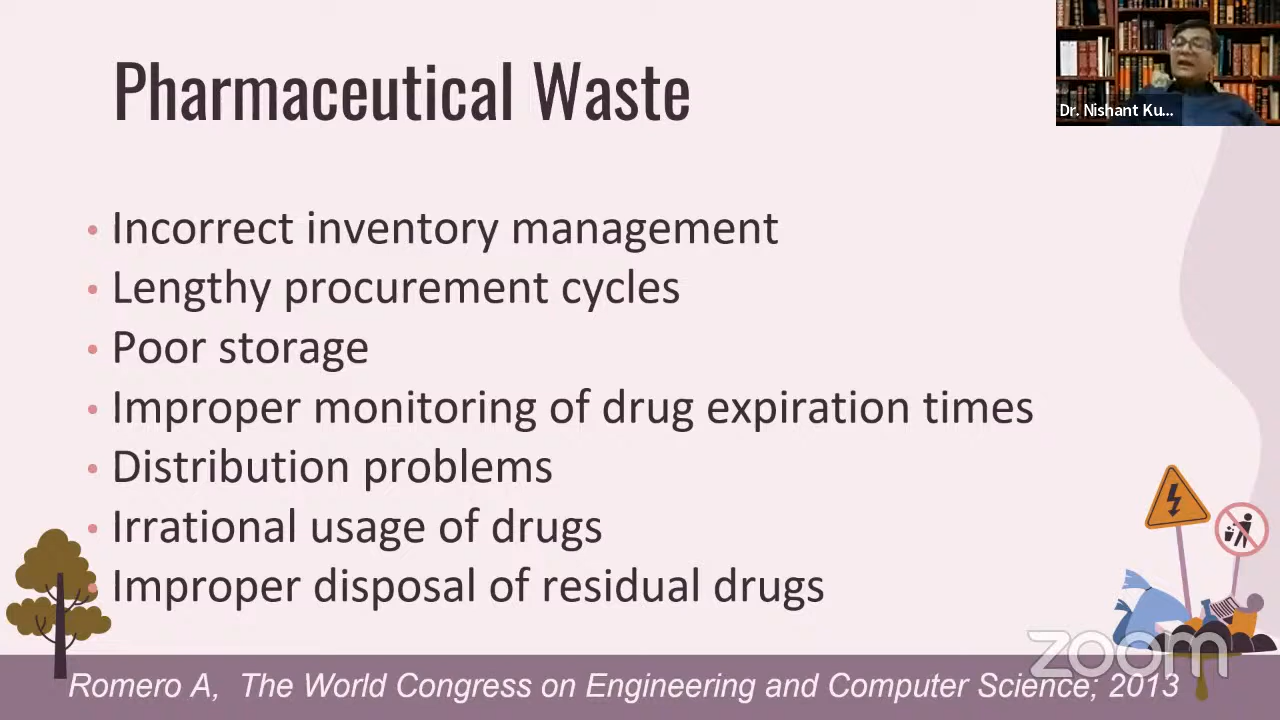 Pharmaceutical Waste
Dr. Nishant Ku...
• Incorrect inventory management
• Lengthy procurement cycles
• Poor storage
• Improper monitoring of drug expiration times
• Distribution problems
• Irrational usage of drugs
• Improper disposal of residual drugs
zoom
Romero A, The World Congress on Engineering and Computer Science; 2013